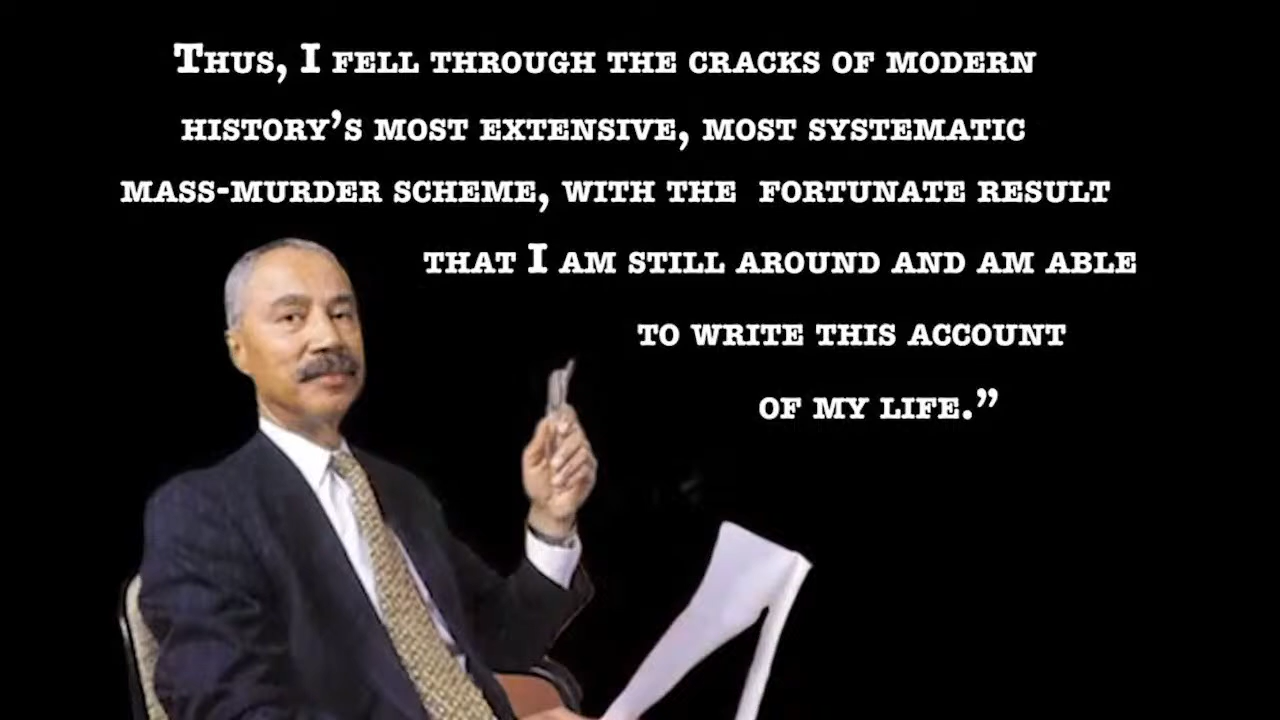 Thus, I fell through the cracks of modern
history’s most extensive, most systematic
mass-murder scheme, with the fortunate result
that I am still around and am able
to write this account
of my life.”